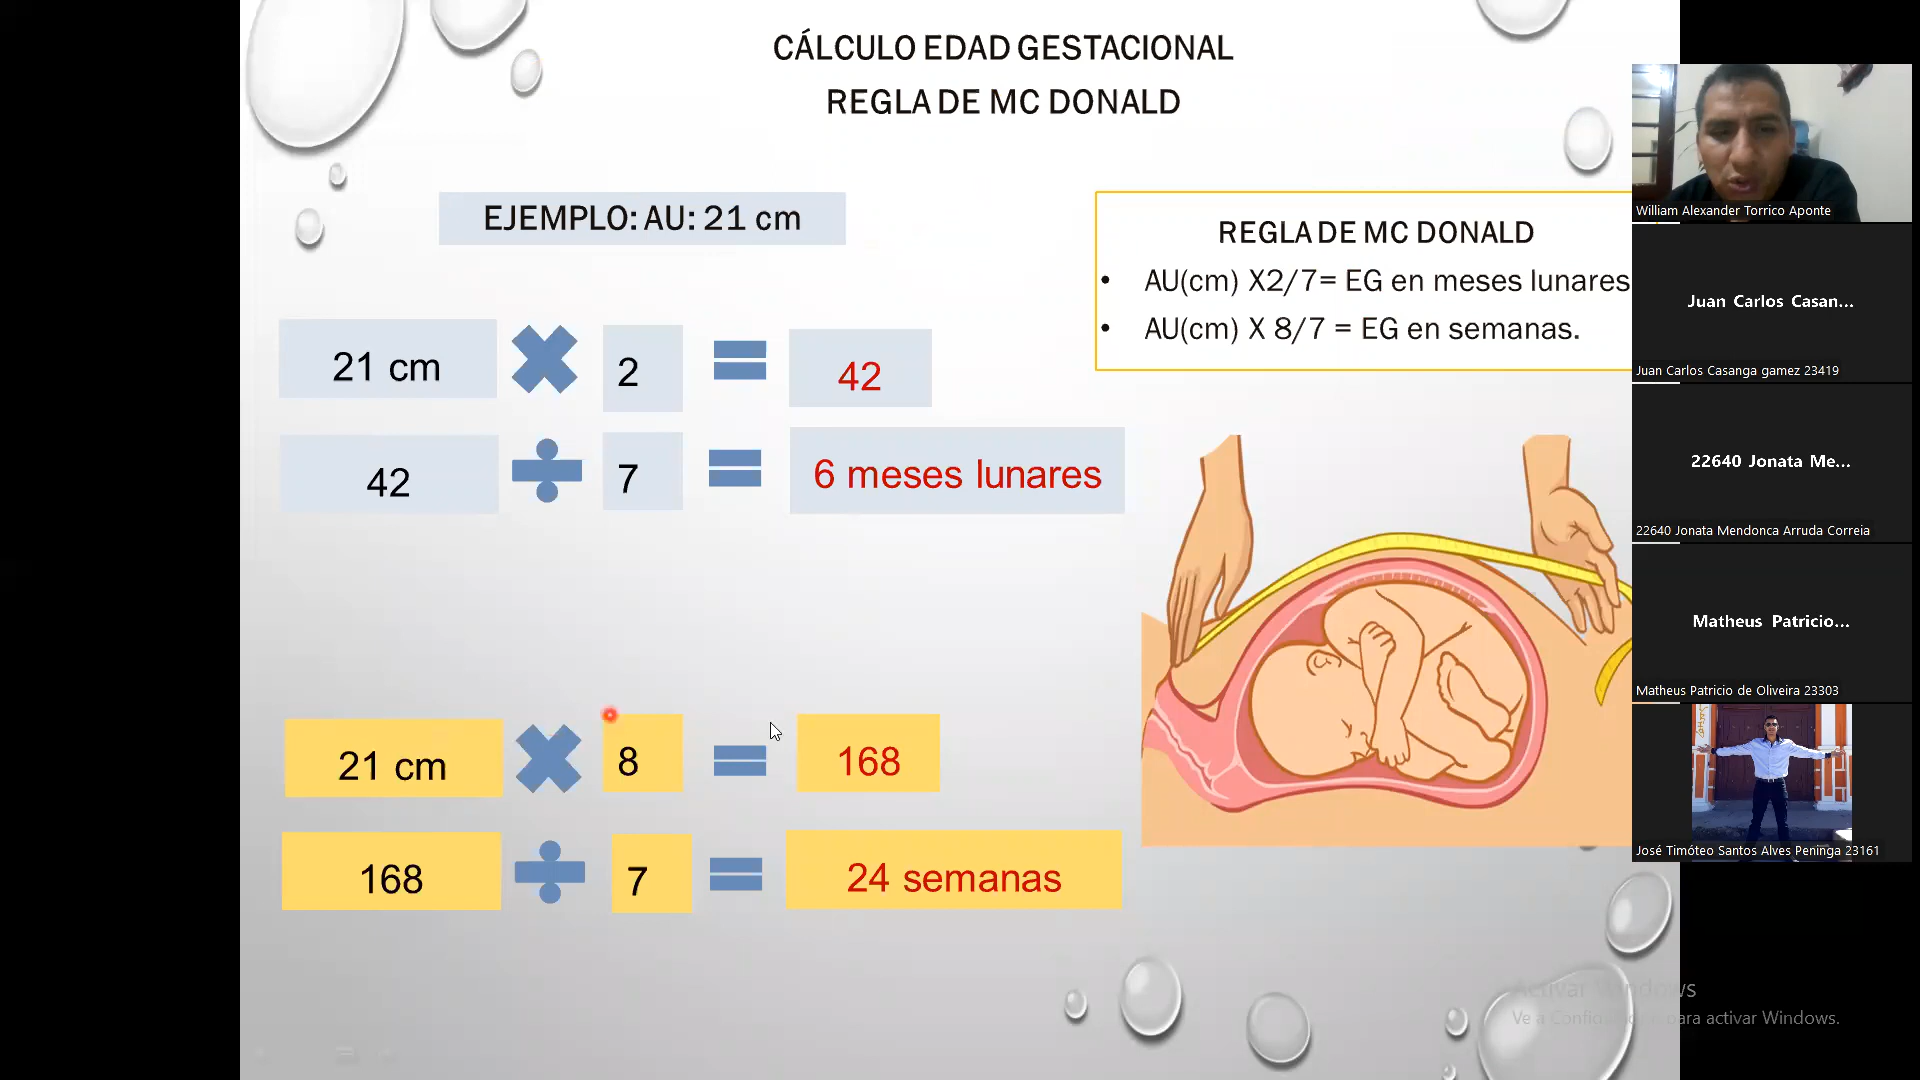 CÁLCULO EDAD GESTACIONAL
REGLA DE MC DONALD
EJEMPLO: AU: 21 cm
REGLA DE MC DONALD
• AU(cm) X2/7= EG en meses lunares
• AU(cm) X 8/7 = EG en semanas.
21 cm 2 = 42
42 ÷ 7 = 6 meses lunares
21 cm 8 = 168
168 ÷ 7 = 24 semanas
William Alexander Torrico Aponte
Juan Carlos Casan...
Juan Carlos Casanga gamez 23419
22640 Jonata Me...
22640 Jonata Mendonca Arruda Correia
Matheus Patricio...
Matheus Patricio de Oliveira 23303
José Timóteo Santos Alves Peninga 23161
Activar Windows
Ve a Configuración para activar Windows.